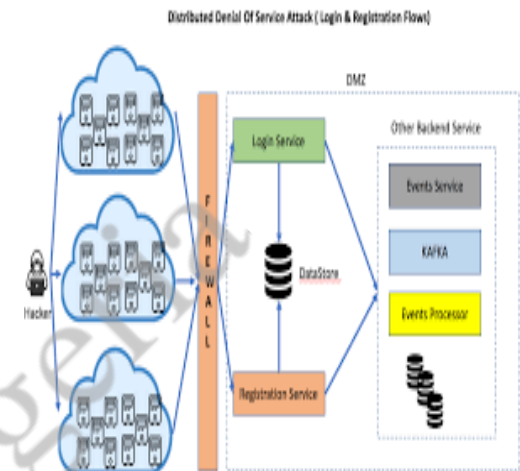 Distributed Denial Of Service Attack ( Login & Registration Flows)
DMZ
Other Backend Service
Login Service
Events Service
FIREWALL
KAFKA
DataStore
Hacker
Events Processor
Registration Service